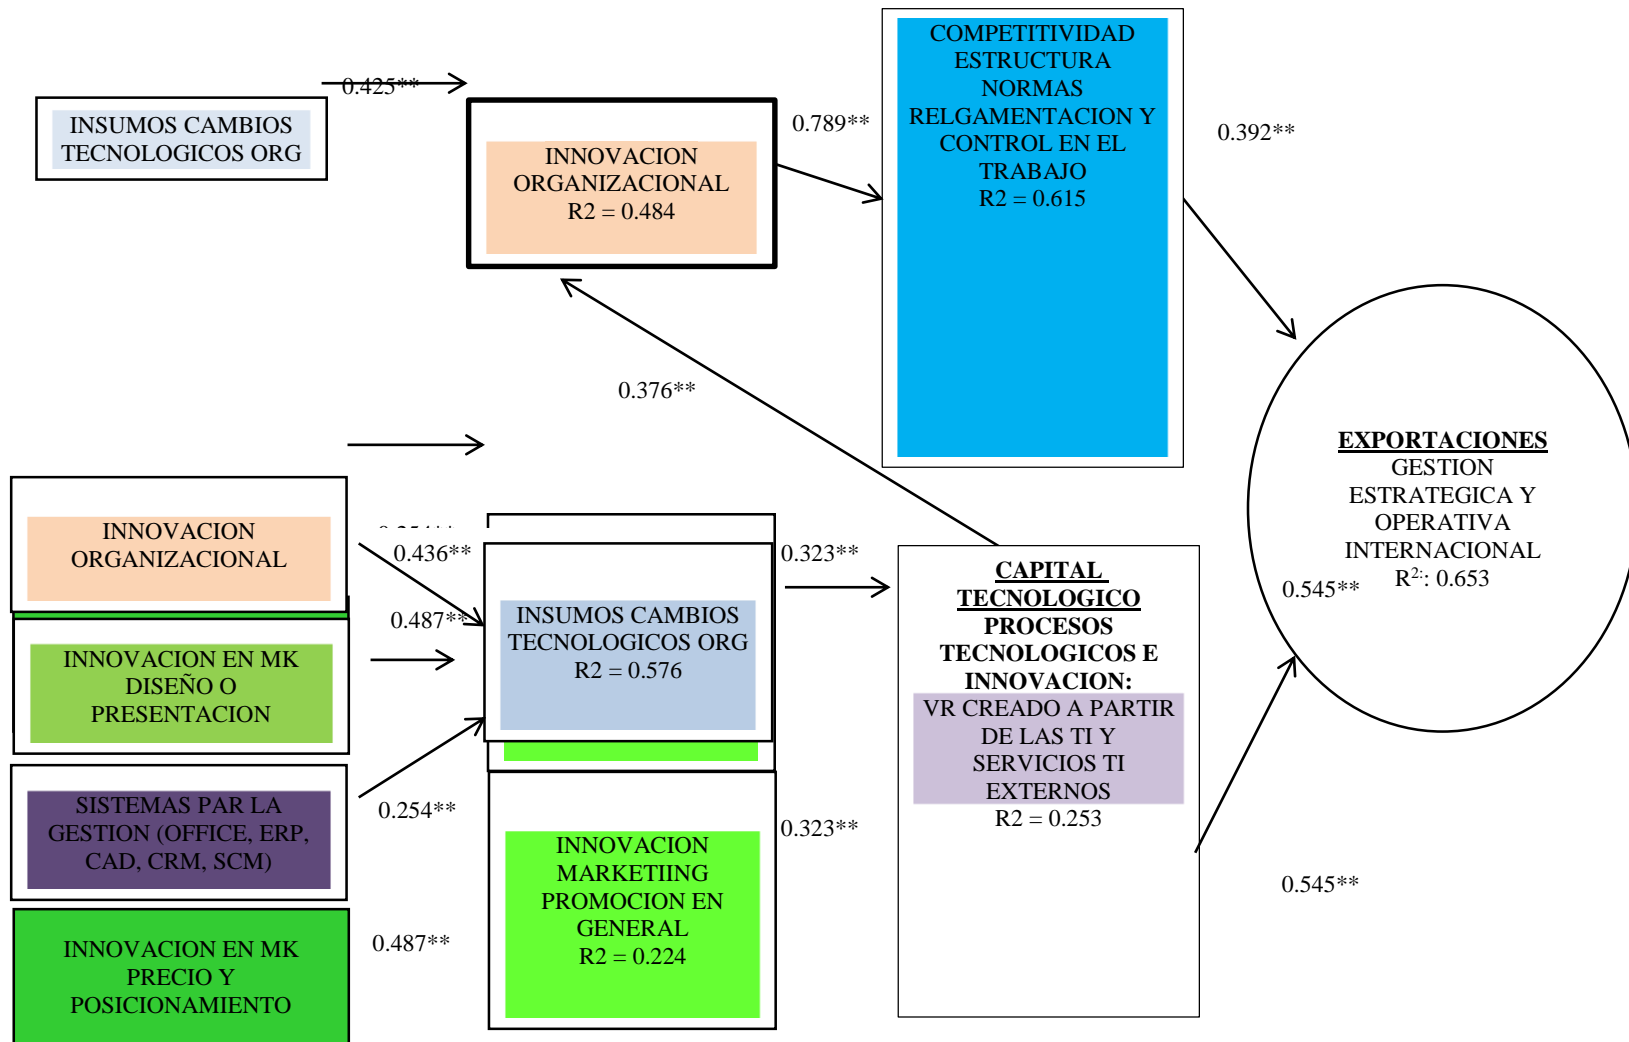 0.425**
INSUMOS CAMBIOS
TECNOLOGICOS ORG
INNOVACION
ORGANIZACIONAL
R2 = 0.484
0.789**
COMPETITIVIDAD
ESTRUCTURA
NORMAS
RELGAMENTACION Y
CONTROL EN EL
TRABAJO
R2 = 0.615
0.392**
0.376**
EXPORTACIONES
GESTION
ESTRATEGICA Y
OPERATIVA
INTERNACIONAL
R2:: 0.653
0.545**
INNOVACION
ORGANIZACIONAL
0.436**
0.487**
INNOVACION EN MK
DISEÑO O
PRESENTACION
INSUMOS CAMBIOS
TECNOLOGICOS ORG
R2 = 0.576
0.323**
CAPITAL
TECNOLOGICO
PROCESOS
TECNOLOGICOS E
INNOVACION:
VR CREADO A PARTIR
DE LAS TI Y
SERVICIOS TI
EXTERNOS
R2 = 0.253
SISTEMAS PAR LA
GESTION (OFFICE, ERP,
CAD, CRM, SCM)
0.254**
INNOVACION
MARKETIING
PROMOCION EN
GENERAL
R2 = 0.224
0.323**
0.545**
INNOVACION EN MK
PRECIO Y
POSICIONAMIENTO
0.487**